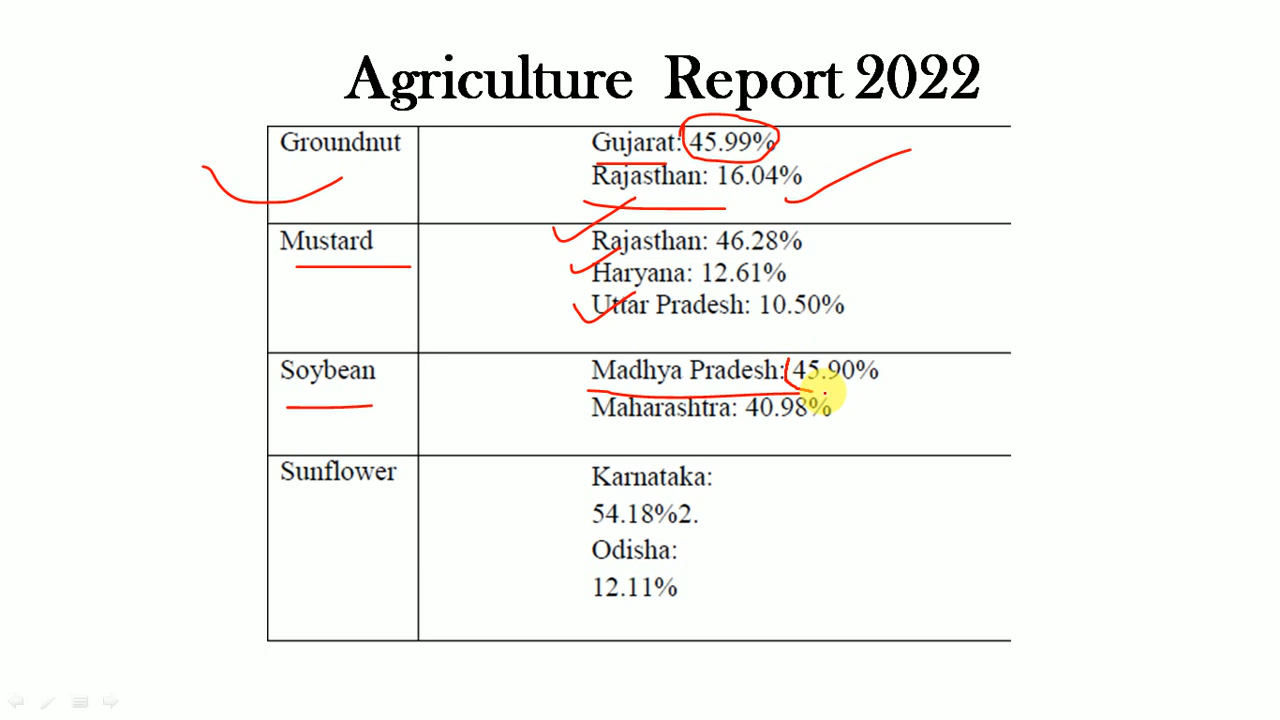 Agriculture Report 2022
Groundnut
Gujarat: 45.99%
Rajasthan: 16.04%
Mustard
Rajasthan: 46.28%
Haryana: 12.61%
Uttar Pradesh: 10.50%
Soybean
Madhya Pradesh: 45.90%
Maharashtra: 40.98%
Sunflower
Karnataka:
54.18%2.
Odisha:
12.11%